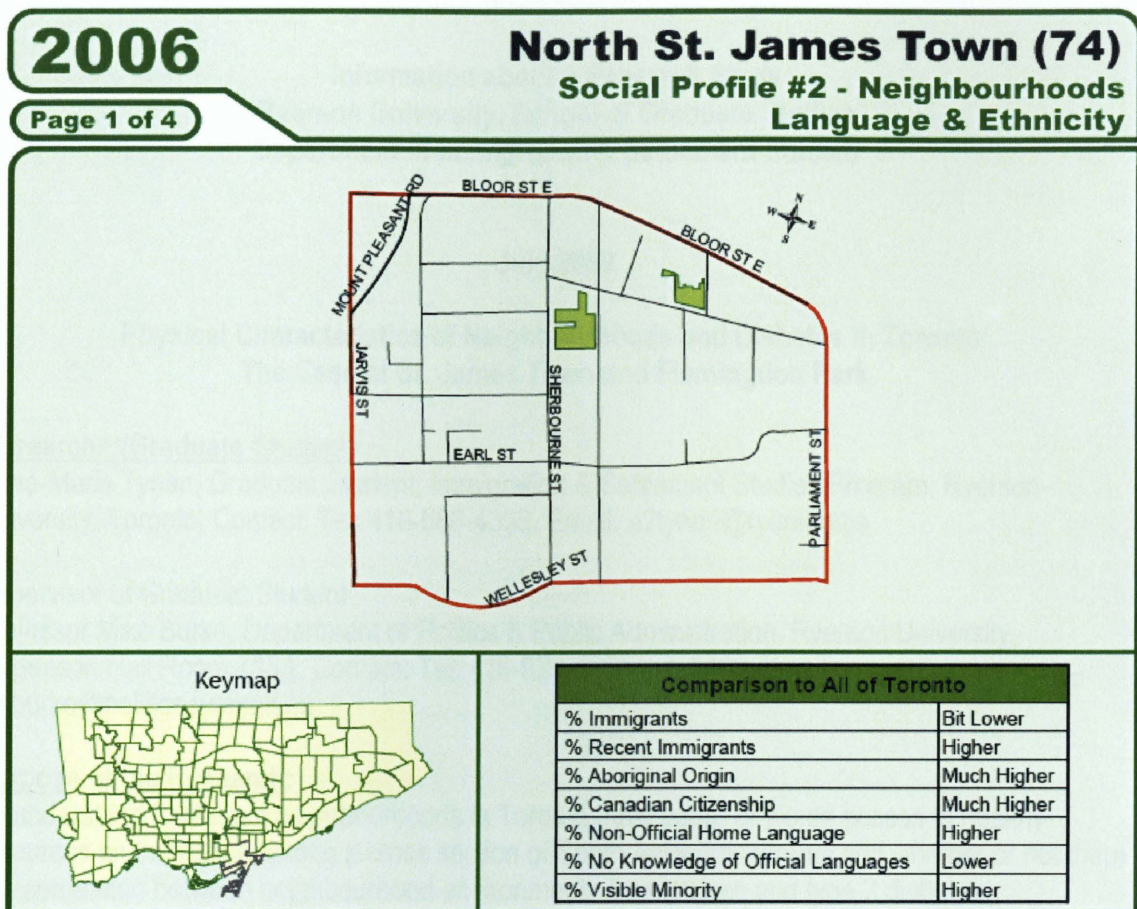 2006
North St. James Town (74)
Social Profile #2 - Neighbourhoods
Language & Ethnicity
Page 1 of 4
BLOOR ST E
MOUNT PLEASANT RD
N
W E
S
BLOOR ST E
JARVIS ST
SHERBOURNE ST
EARL ST
PARLIAMENT ST
WELLESLEY ST
Keymap
Comparison to All of Toronto
% Immigrants Bit Lower
% Recent Immigrants Higher
% Aboriginal Origin Much Higher
% Canadian Citizenship Much Higher
% Non-Official Home Language Higher
% No Knowledge of Official Languages Lower
% Visible Minority Higher